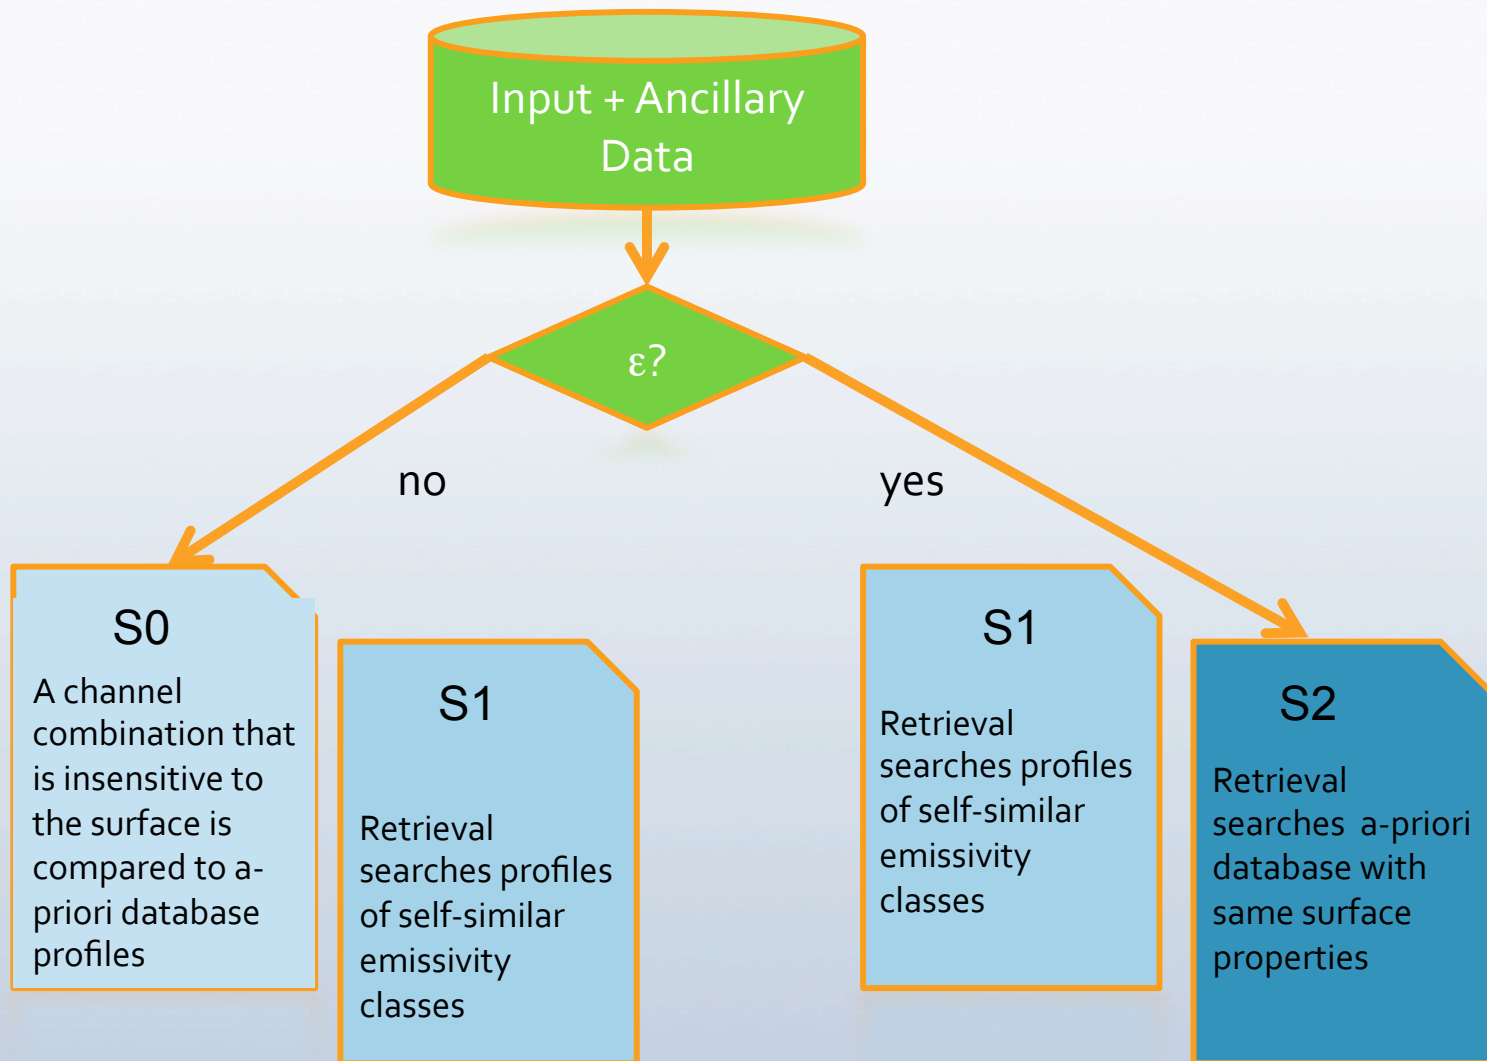 Input + Ancillary
Data
ε?
no
yes
S0
A channel
combination that
is insensitive to
the surface is
compared to a-
priori database
profiles
S1
Retrieval
searches profiles
of self-similar
emissivity
classes
S1
Retrieval
searches profiles
of self-similar
emissivity
classes
S2
Retrieval
searches  a-priori
database with
same surface
properties